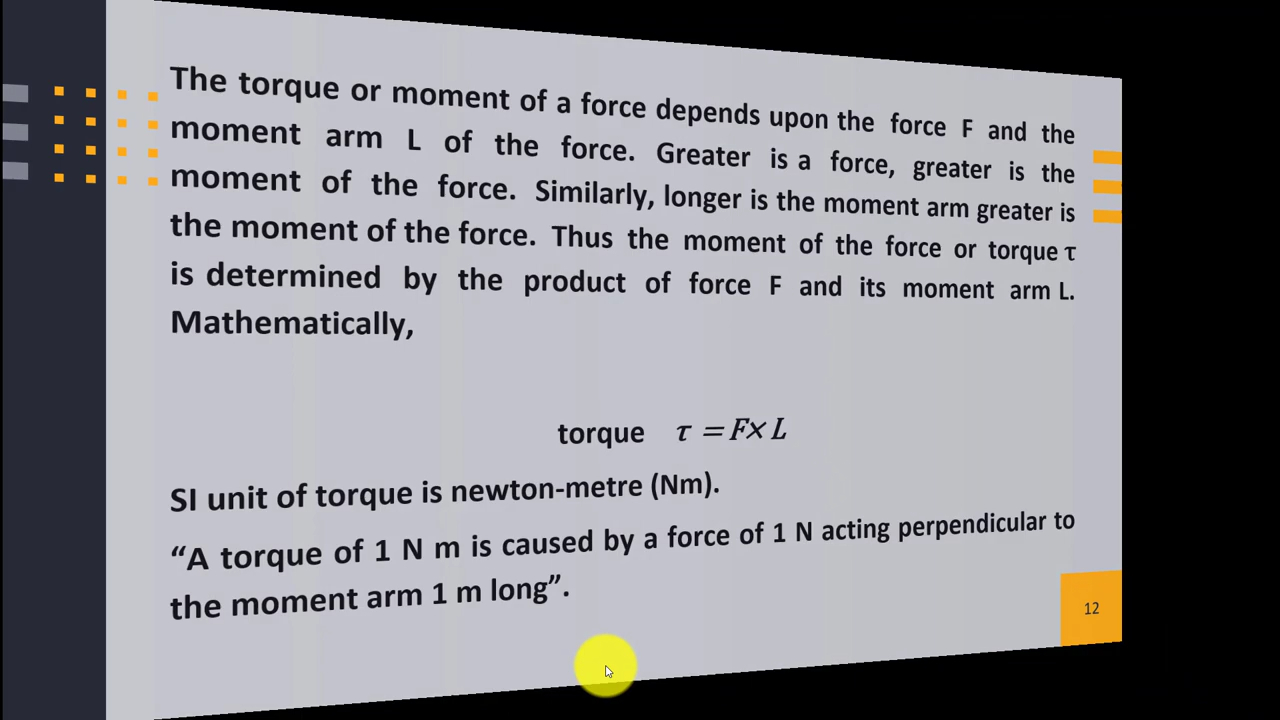 The torque or moment of a force depends upon the force F and the
moment arm L of the force. Greater is a force, greater is the
moment of the force. Similarly, longer is the moment arm greater is
the moment of the force. Thus the moment of the force or torque τ
is determined by the product of force F and its moment arm L.
Mathematically,
torque τ = F× L
SI unit of torque is newton-metre (Nm).
“A torque of 1 N m is caused by a force of 1 N acting perpendicular to
the moment arm 1 m long”.
12